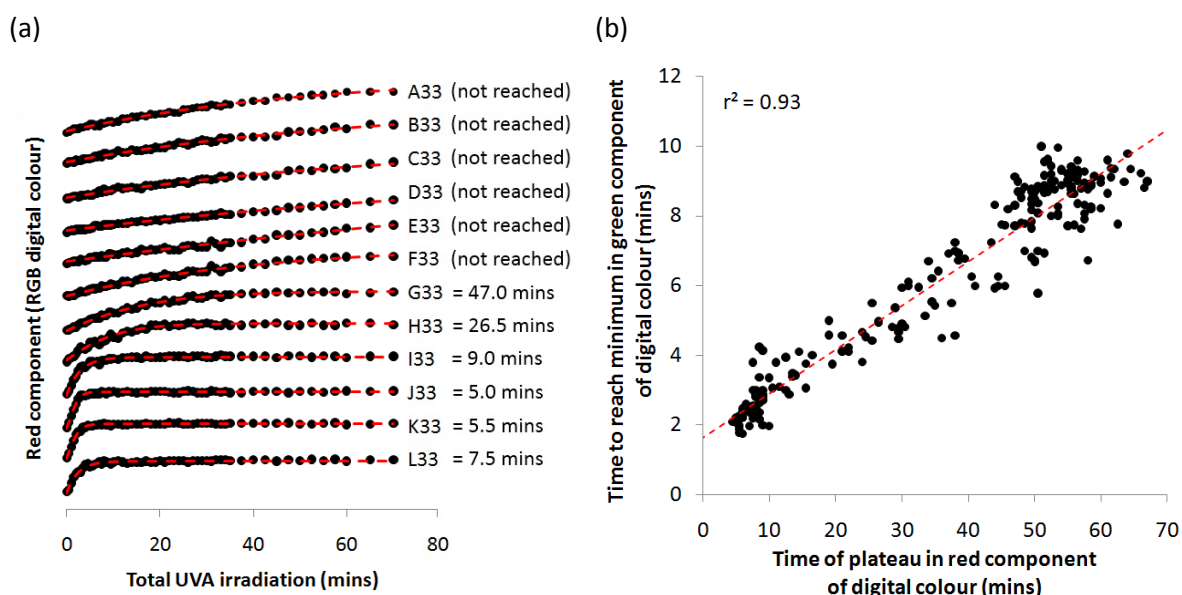 (a)
Red component (RGB digital colour)
A33 (not reached)
B33 (not reached)
C33 (not reached)
D33 (not reached)
E33 (not reached)
F33 (not reached)
G33 = 47.0 mins
H33 = 26.5 mins
I33 = 9.0 mins
J33 = 5.0 mins
K33 = 5.5 mins
L33 = 7.5 mins
0 20 40 60 80
Total UVA irradiation (mins)
(b)
Time to reach minimum in green component
of digital colour (mins)
12
r² = 0.93
10
8
6
4
2
0
0 10 20 30 40 50 60 70
Time of plateau in red component
of digital colour (mins)